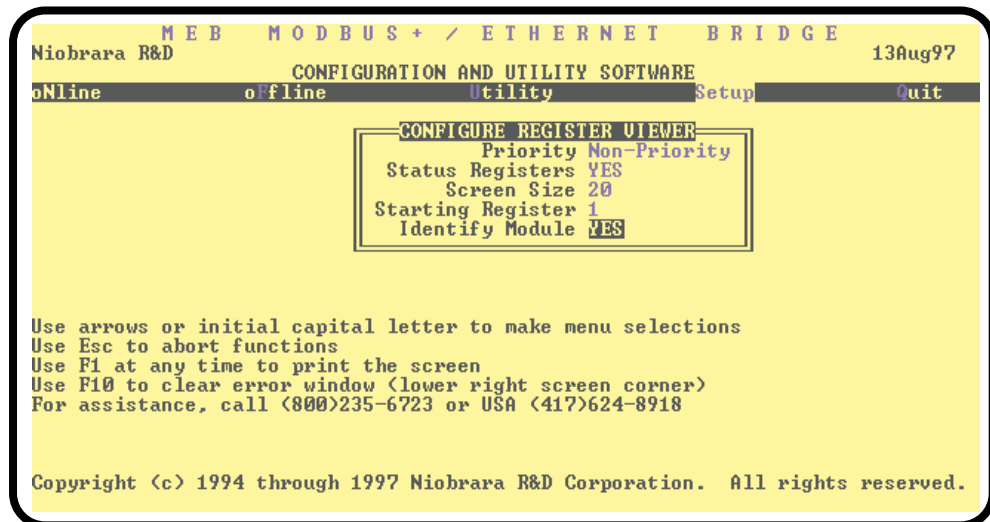 M E B   M O D B U S + / E T H E R N E T   B R I D G E
Niobrara R&D   13Aug97
CONFIGURATION AND UTILITY SOFTWARE
oNline   oFfline   Utility   Setup   Quit
CONFIGURE REGISTER VIEWER
Priority Non-Priority
Status Registers YES
Screen Size 20
Starting Register 1
Identify Module YES
Use arrows or initial capital letter to make menu selections
Use Esc to abort functions
Use F1 at any time to print the screen
Use F10 to clear error window (lower right screen corner)
For assistance, call (800)235-6723 or USA (417)624-8918
Copyright (c) 1994 through 1997 Niobrara R&D Corporation.  All rights reserved.